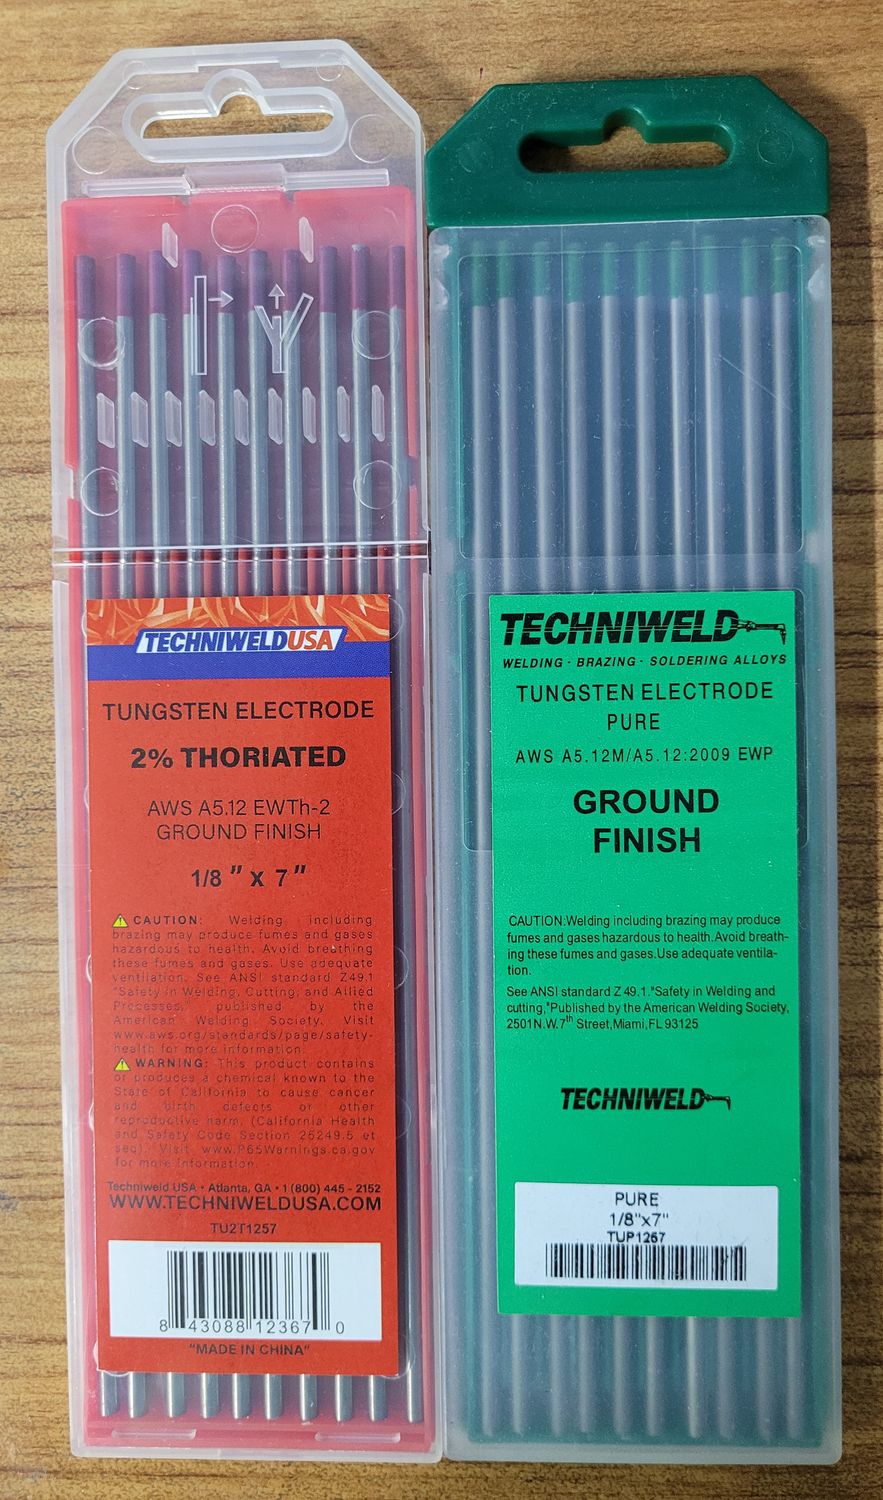 TECHNIWELDUSA
TUNGSTEN ELECTRODE
2% THORIATED
AWS A5.12 EWTh-2
GROUND FINISH
1/8 " x 7 "
CAUTION: Welding including
brazing may produce fumes and gases
hazardous to health. Avoid breathing
these fumes and gases. Use adequate
ventilation. See ANSI standard Z49.1
"Safety in Welding, Cutting, and Allied
Processes," published by the
American Welding Society. Visit
www.aws.org/standards/page/safety-
health for more information.
WARNING: This product contains
or produces a chemical known to the
State of California to cause cancer
and birth defects or other
reproductive harm. (California Health
and Safety Code Section 25249.5 et
seq). Visit www.P65Warnings.ca.gov
for more information.
Techniweld USA • Atlanta, GA • 1 (800) 445 - 2152
WWW.TECHNIWELDUSA.COM
TU2T1257
8 43088 12367 0
"MADE IN CHINA"
TECHNIWELD
WELDING · BRAZING · SOLDERING ALLOYS
TUNGSTEN ELECTRODE
PURE
AWS A5.12M/A5.12:2009 EWP
GROUND
FINISH
CAUTION:Welding including brazing may produce
fumes and gases hazardous to health.Avoid breath-
ing these fumes and gases.Use adequate ventila-
tion.
See ANSI standard Z 49.1."Safety in Welding and
cutting,"Published by the American Welding Society,
2501N.W.7th Street,Miami,FL 93125
TECHNIWELD
PURE
1/8"x7"
TUP1257